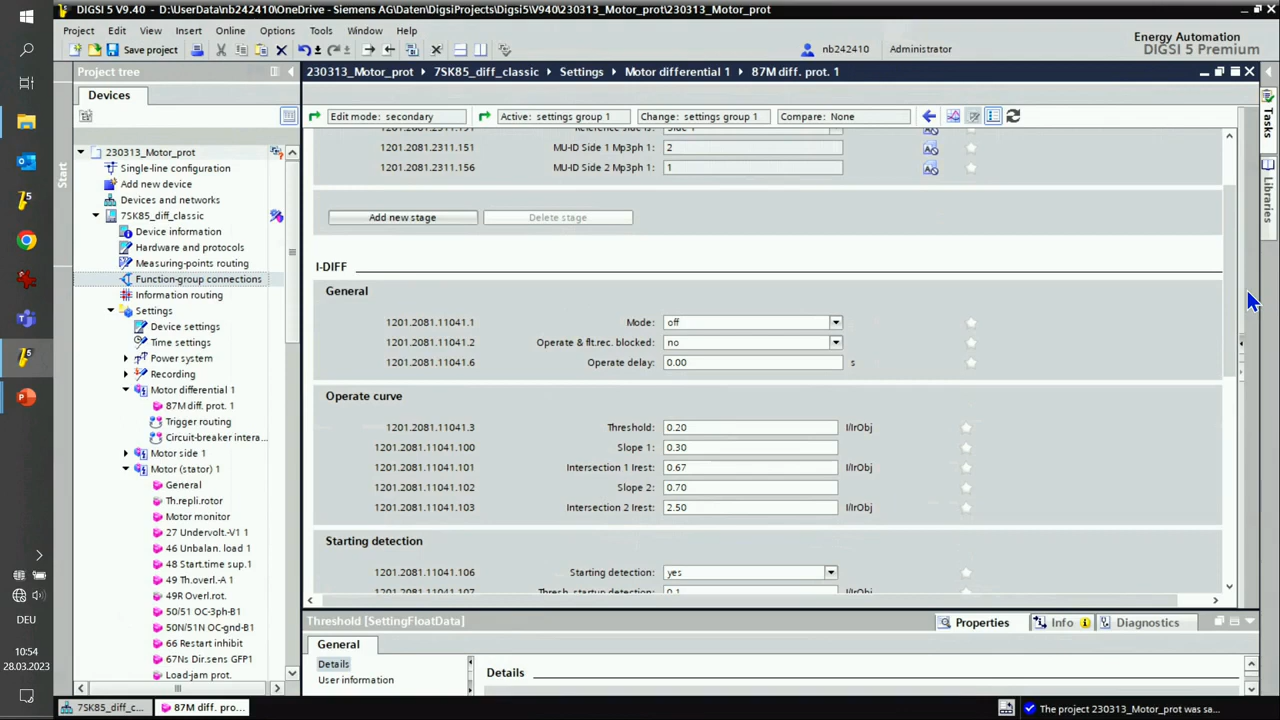 DIGSI 5 V9.40 - D:\UserData\nb242410\OneDrive - Siemens AG\Daten\DigsiProjects\Digsi5\V940\230313_Motor_prot\230313_Motor_prot
Project Edit View Insert Online Options Tools Window Help
Energy Automation
DIGSI 5 Premium
Save project
nb242410 Administrator
Project tree
Devices
Start
230313_Motor_prot
Single-line configuration
Add new device
Devices and networks
7SK85_diff_classic
Device information
Hardware and protocols
Measuring-points routing
Function-group connections
Information routing
Settings
Device settings
Time settings
Power system
Recording
Motor differential 1
87M diff. prot. 1
Trigger routing
Circuit-breaker intera...
Motor side 1
Motor (stator) 1
General
Th.repli.rotor
Motor monitor
27 Undervolt.-V1 1
46 Unbalan. load 1
48 Start.time sup.1
49 Th.overl.-A 1
49R Overl.rot.
50/51 OC-3ph-B1
50N/51N OC-gnd-B1
66 Restart inhibit
67Ns Dir.sens GFP1
Load-jam prot.
230313_Motor_prot 7SK85_diff_classic Settings Motor differential 1 87M diff. prot. 1
Edit mode: secondary Active: settings group 1 Change: settings group 1 Compare: None
1201.2081.2311.151 MU-ID Side 1 Mp3ph 1: 2
1201.2081.2311.156 MU-ID Side 2 Mp3ph 1: 1
Add new stage Delete stage
I-DIFF
General
1201.2081.11041.1 Mode: off
1201.2081.11041.2 Operate & flt.rec. blocked: no
1201.2081.11041.6 Operate delay: 0.00 s
Operate curve
1201.2081.11041.3 Threshold: 0.20 I/IrObj
1201.2081.11041.100 Slope 1: 0.30
1201.2081.11041.101 Intersection 1 Irest: 0.67 I/IrObj
1201.2081.11041.102 Slope 2: 0.70
1201.2081.11041.103 Intersection 2 Irest: 2.50 I/IrObj
Starting detection
1201.2081.11041.106 Starting detection: yes
1201.2081.11041.107 Thresh. startup detection: 0.1 I/IrObj
Threshold [SettingFloatData]
Properties Info Diagnostics
General
Details
User information
Details
Tasks
Libraries
DEU
10:54
28.03.2023
7SK85_diff_c... 87M diff. pro...
The project 230313_Motor_prot was sa...